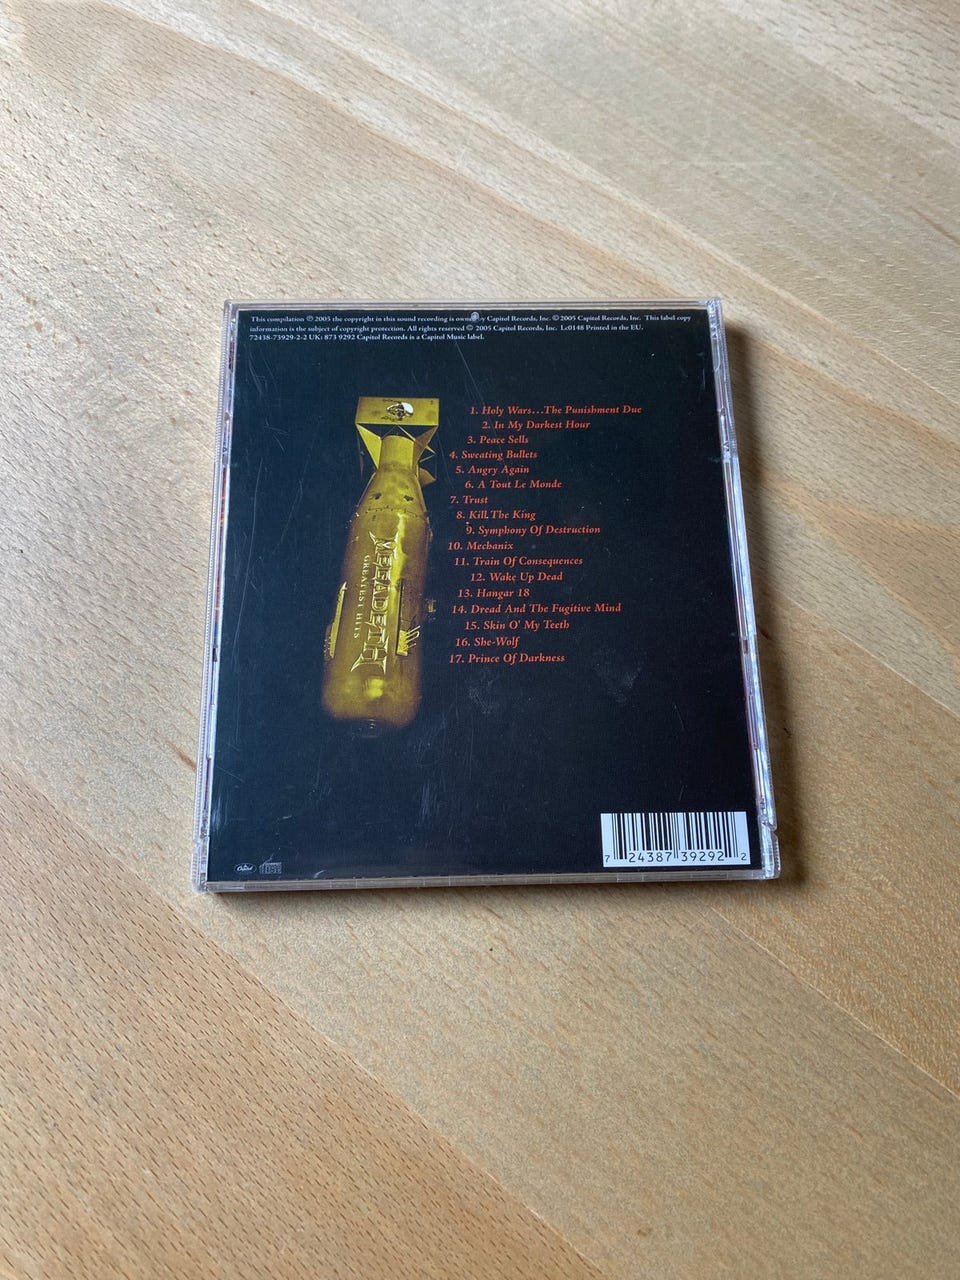 This compilation ℗ 2005 the copyright in this sound recording is owned by Capitol Records, Inc. © 2005 Capitol Records, Inc. This label copy
information is the subject of copyright protection. All rights reserved © 2005 Capitol Records, Inc. Lc0148 Printed in the EU.
72438-73929-2-2 UK: 873 9292 Capitol Records is a Capitol Music label.
1. Holy Wars...The Punishment Due
2. In My Darkest Hour
3. Peace Sells
4. Sweating Bullets
5. Angry Again
6. A Tout Le Monde
7. Trust
8. Kill The King
9. Symphony Of Destruction
10. Mechanix
11. Train Of Consequences
12. Wake Up Dead
13. Hangar 18
14. Dread And The Fugitive Mind
15. Skin O' My Teeth
16. She-Wolf
17. Prince Of Darkness
MEGADETH
GREATEST HITS
Capitol
7 24387 39292 2